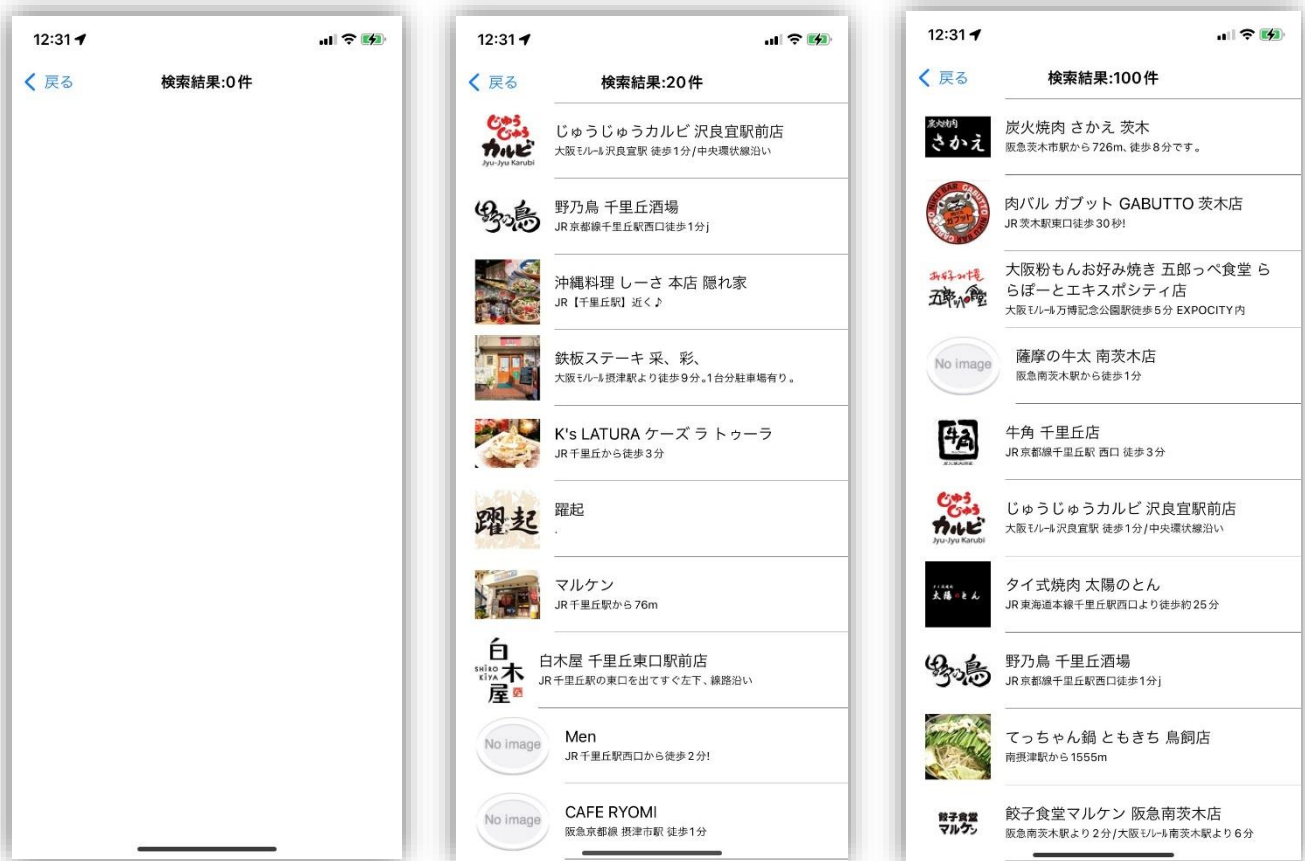 12:31
戻る
検索結果:0件
12:31
戻る
検索結果:20件
じゅうじゅうカルビ
Jyu-Jyu Karubi
じゅうじゅうカルビ 沢良宜駅前店
大阪ﾓﾉﾚｰﾙ沢良宜駅 徒歩1分/中央環状線沿い
野乃鳥
野乃鳥 千里丘酒場
JR京都線千里丘駅西口徒歩1分j
沖縄料理 しーさ 本店 隠れ家
JR【千里丘駅】近く♪
鉄板ステーキ 采、彩、
大阪ﾓﾉﾚｰﾙ摂津駅より徒歩9分。1台分駐車場有り。
K's LATURA ケーズ ラ トゥーラ
JR千里丘から徒歩3分
躍起
躍起
.
マルケン
JR千里丘駅から76m
白木屋
SHIRO KIYA
白木屋 千里丘東口駅前店
JR千里丘駅の東口を出てすぐ左下、線路沿い
No image
Men
JR千里丘駅西口から徒歩2分!
No image
CAFE RYOMI
阪急京都線 摂津市駅 徒歩1分
12:31
戻る
検索結果:100件
炭火焼肉
さかえ
炭火焼肉 さかえ 茨木
阪急茨木市駅から726m、徒歩8分です。
NIKU BAR GABUTTO
ガブット
肉バル ガブット GABUTTO 茨木店
JR茨木駅東口徒歩30秒!
お好み焼
大阪粉もんお好み焼き 五郎っぺ食堂 ら
らぽーとエキスポシティ店
大阪ﾓﾉﾚｰﾙ万博記念公園駅徒歩5分 EXPOCITY内
No image
薩摩の牛太 南茨木店
阪急南茨木駅から徒歩1分
牛角
牛角 千里丘店
JR京都線千里丘駅 西口 徒歩3分
じゅうじゅうカルビ
Jyu-Jyu Karubi
じゅうじゅうカルビ 沢良宜駅前店
大阪ﾓﾉﾚｰﾙ沢良宜駅 徒歩1分/中央環状線沿い
タイ式焼肉
太陽のとん
タイ式焼肉 太陽のとん
JR東海道本線千里丘駅西口より徒歩約25分
野乃鳥
野乃鳥 千里丘酒場
JR京都線千里丘駅西口徒歩1分j
てっちゃん鍋 ともきち 鳥飼店
南摂津駅から1555m
餃子食堂
マルケン
餃子食堂マルケン 阪急南茨木店
阪急南茨木駅より2分/大阪ﾓﾉﾚｰﾙ南茨木駅より6分